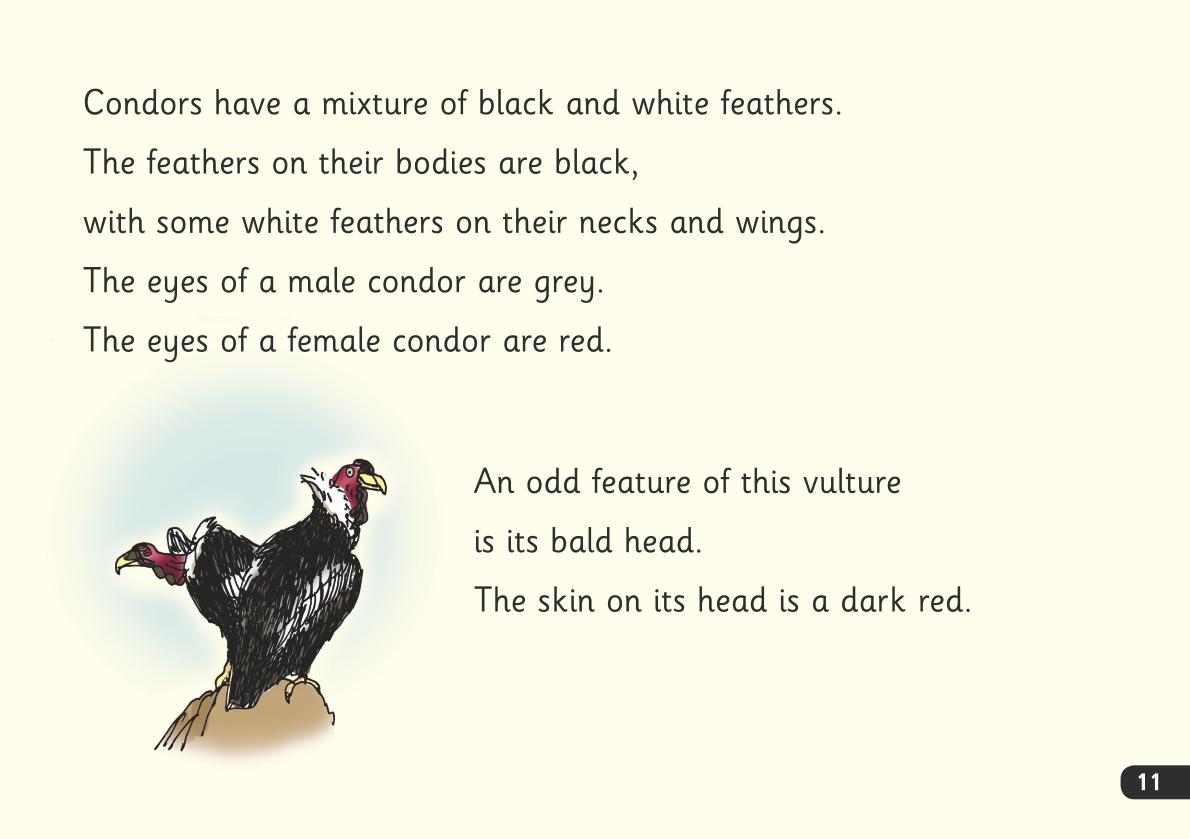 Condors have a mixture of black and white feathers.
The feathers on their bodies are black,
with some white feathers on their necks and wings.
The eyes of a male condor are grey.
The eyes of a female condor are red.
An odd feature of this vulture
is its bald head.
The skin on its head is a dark red.
11